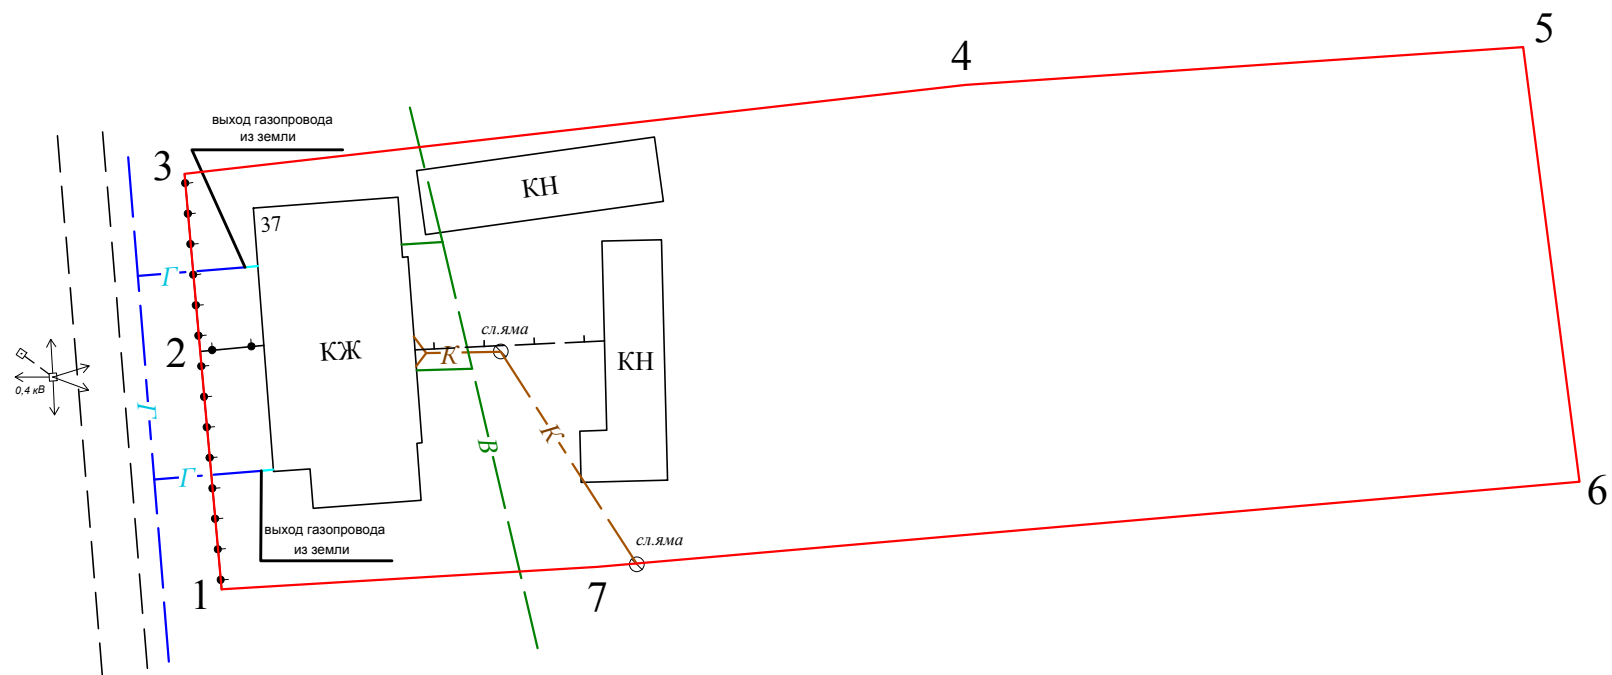 5
4
выход газопровода
из земли
3
КН
37
Г
сл.яма
2
КЖ
К
КН
0,4 кВ
Г
К
В
Г
6
выход газопровода
из земли
сл.яма
1
7